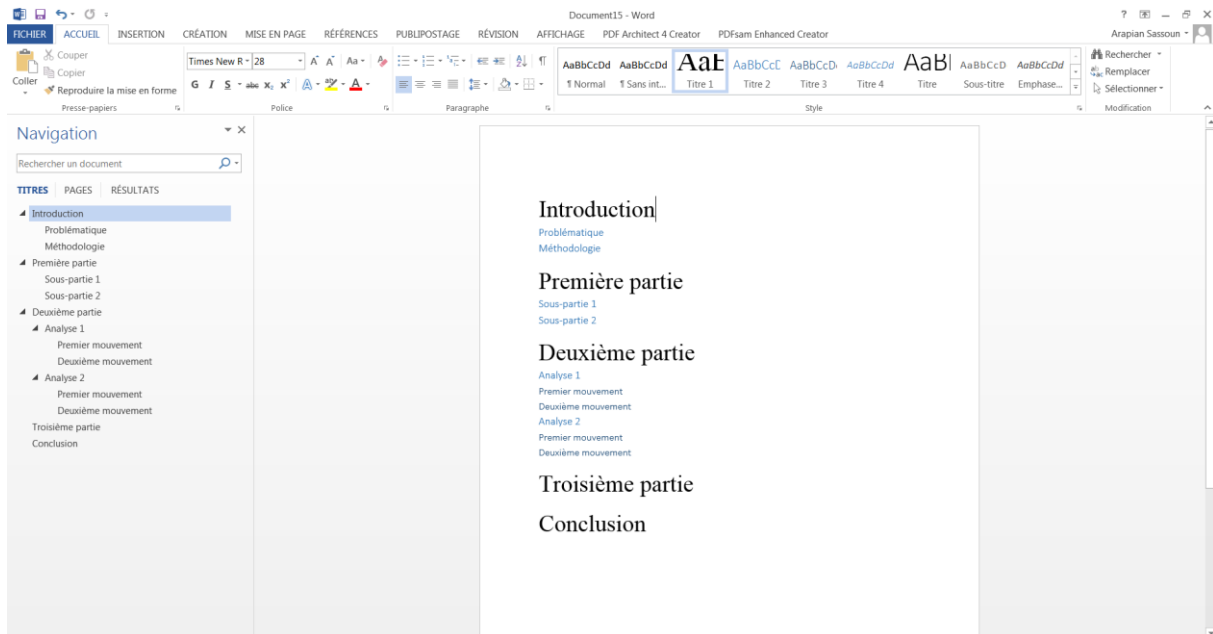 Document15 - Word
FICHIER ACCUEIL INSERTION CRÉATION MISE EN PAGE RÉFÉRENCES PUBLIPOSTAGE RÉVISION AFFICHAGE PDF Architect 4 Creator PDFsam Enhanced Creator Arapian Sassoun
Coller
Couper
Copier
Reproduire la mise en forme
Presse-papiers
Times New R 28
G I S abc X₂ X² A ab A
Police
Paragraphe
AaBbCcDd AaBbCcDd AaE AaBbCcE AaBbCcD AaBbCcDd AaBl AaBbCcD AaBbCcDd
¶ Normal ¶ Sans int... Titre 1 Titre 2 Titre 3 Titre 4 Titre Sous-titre Emphase...
Style
Rechercher
Remplacer
Sélectionner
Modification
Navigation
Rechercher un document
TITRES PAGES RÉSULTATS
Introduction
Problématique
Méthodologie
Première partie
Sous-partie 1
Sous-partie 2
Deuxième partie
Analyse 1
Premier mouvement
Deuxième mouvement
Analyse 2
Premier mouvement
Deuxième mouvement
Troisième partie
Conclusion
Introduction
Problématique
Méthodologie
Première partie
Sous-partie 1
Sous-partie 2
Deuxième partie
Analyse 1
Premier mouvement
Deuxième mouvement
Analyse 2
Premier mouvement
Deuxième mouvement
Troisième partie
Conclusion